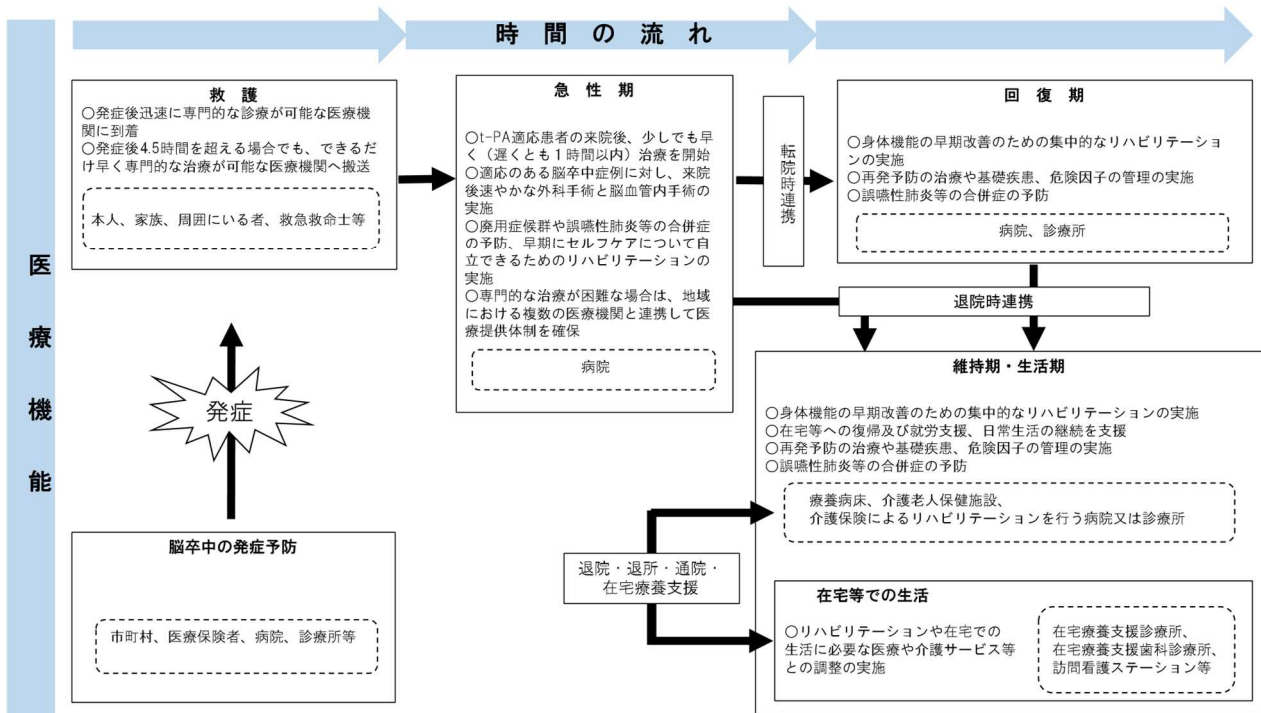 時間の流れ
医療機能
救護
○発症後迅速に専門的な診療が可能な医療機
関に到着
○発症後4.5時間を超える場合でも、できるだ
け早く専門的な治療が可能な医療機関へ搬送
本人、家族、周囲にいる者、救急救命士等
発症
脳卒中の発症予防
市町村、医療保険者、病院、診療所等
急性期
○t-PA適応患者の来院後、少しでも早
く（遅くとも１時間以内）治療を開始
○適応のある脳卒中症例に対し、来院
後速やかな外科手術と脳血管内手術の
実施
○廃用症候群や誤嚥性肺炎等の合併症
の予防、早期にセルフケアについて自
立できるためのリハビリテーションの
実施
○専門的な治療が困難な場合は、地域
における複数の医療機関と連携して医
療提供体制を確保
病院
転院時連携
回復期
○身体機能の早期改善のための集中的なリハビリテーショ
ンの実施
○再発予防の治療や基礎疾患、危険因子の管理の実施
○誤嚥性肺炎等の合併症の予防
病院、診療所
退院時連携
維持期・生活期
○身体機能の早期改善のための集中的なリハビリテーションの実施
○在宅等への復帰及び就労支援、日常生活の継続を支援
○再発予防の治療や基礎疾患、危険因子の管理の実施
○誤嚥性肺炎等の合併症の予防
療養病床、介護老人保健施設、
介護保険によるリハビリテーションを行う病院又は診療所
退院・退所・通院・
在宅療養支援
在宅等での生活
○リハビリテーションや在宅での
生活に必要な医療や介護サービス等
との調整の実施
在宅療養支援診療所、
在宅療養支援歯科診療所、
訪問看護ステーション等